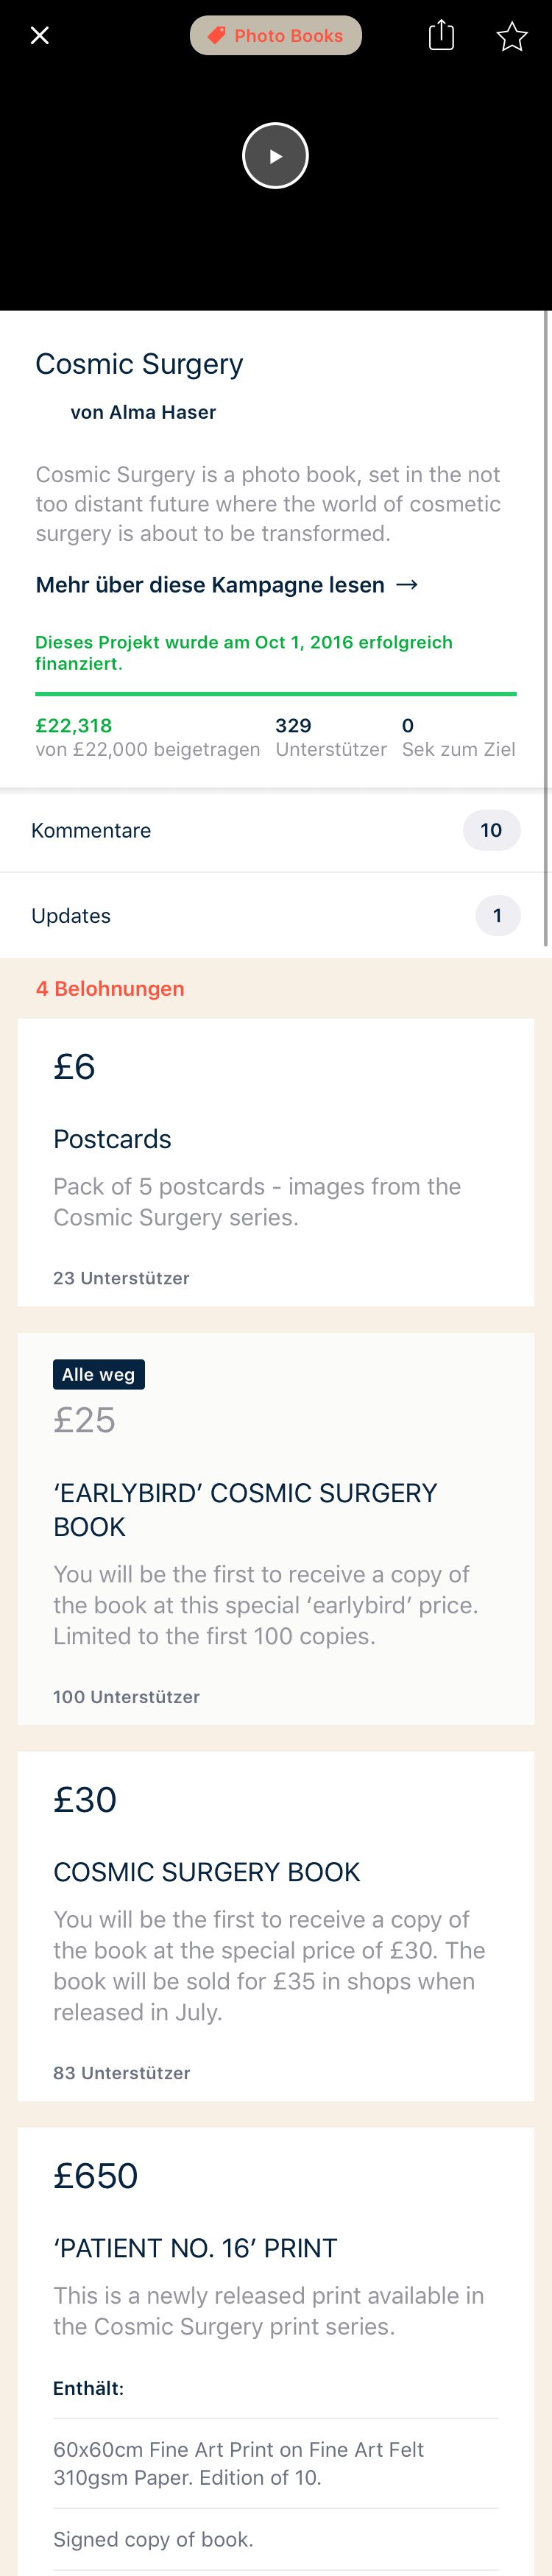 Photo Books
Cosmic Surgery
von Alma Haser
Cosmic Surgery is a photo book, set in the not
too distant future where the world of cosmetic
surgery is about to be transformed.
Mehr über diese Kampagne lesen →
Dieses Projekt wurde am Oct 1, 2016 erfolgreich
finanziert.
£22,318 329 0
von £22,000 beigetragen Unterstützer Sek zum Ziel
Kommentare 10
Updates 1
4 Belohnungen
£6
Postcards
Pack of 5 postcards - images from the
Cosmic Surgery series.
23 Unterstützer
Alle weg
£25
‘EARLYBIRD’ COSMIC SURGERY
BOOK
You will be the first to receive a copy of
the book at this special ‘earlybird’ price.
Limited to the first 100 copies.
100 Unterstützer
£30
COSMIC SURGERY BOOK
You will be the first to receive a copy of
the book at the special price of £30. The
book will be sold for £35 in shops when
released in July.
83 Unterstützer
£650
‘PATIENT NO. 16’ PRINT
This is a newly released print available in
the Cosmic Surgery print series.
Enthält:
60x60cm Fine Art Print on Fine Art Felt
310gsm Paper. Edition of 10.
Signed copy of book.